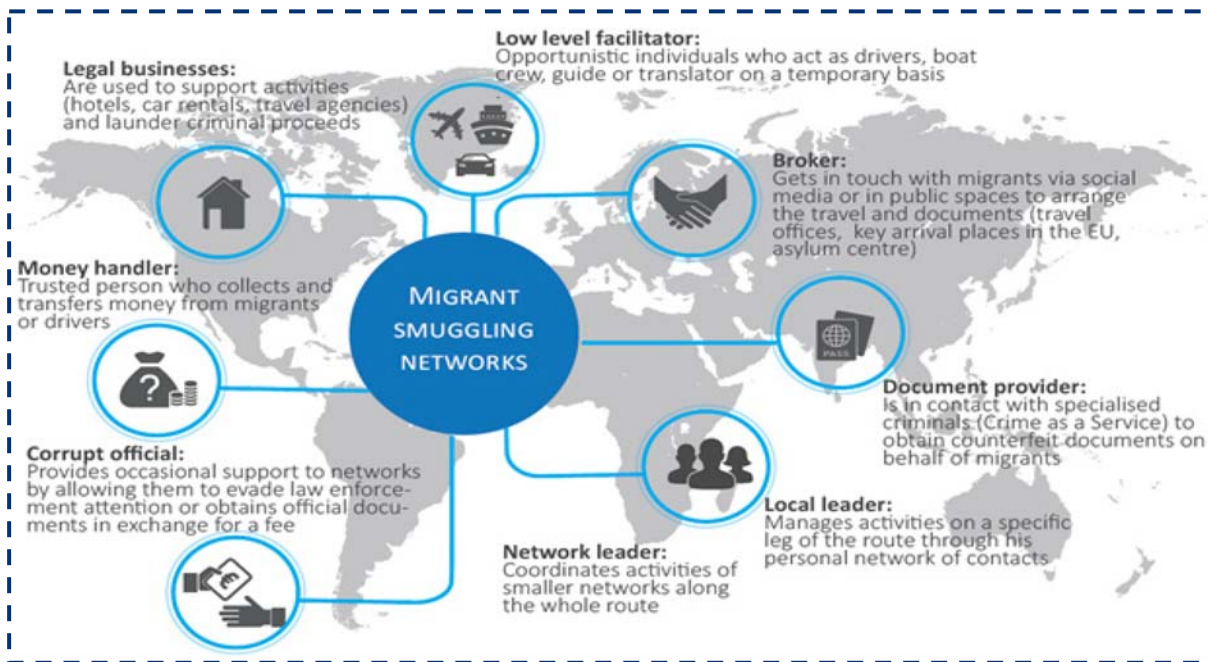 Low level facilitator:
Opportunistic individuals who act as drivers, boat
crew, guide or translator on a temporary basis
Legal businesses:
Are used to support activities
(hotels, car rentals, travel agencies)
and launder criminal proceeds
Broker:
Gets in touch with migrants via social
media or in public spaces to arrange
the travel and documents (travel
offices, key arrival places in the EU,
asylum centre)
Money handler:
Trusted person who collects and
transfers money from migrants
or drivers
MIGRANT
SMUGGLING
NETWORKS
PASS
?
Document provider:
Is in contact with specialised
criminals (Crime as a Service) to
obtain counterfeit documents on
behalf of migrants
Corrupt official:
Provides occasional support to networks
by allowing them to evade law enforce-
ment attention or obtains official docu-
ments in exchange for a fee
Local leader:
Manages activities on a specific
leg of the route through his
personal network of contacts
Network leader:
Coordinates activities of
smaller networks along
the whole route
€